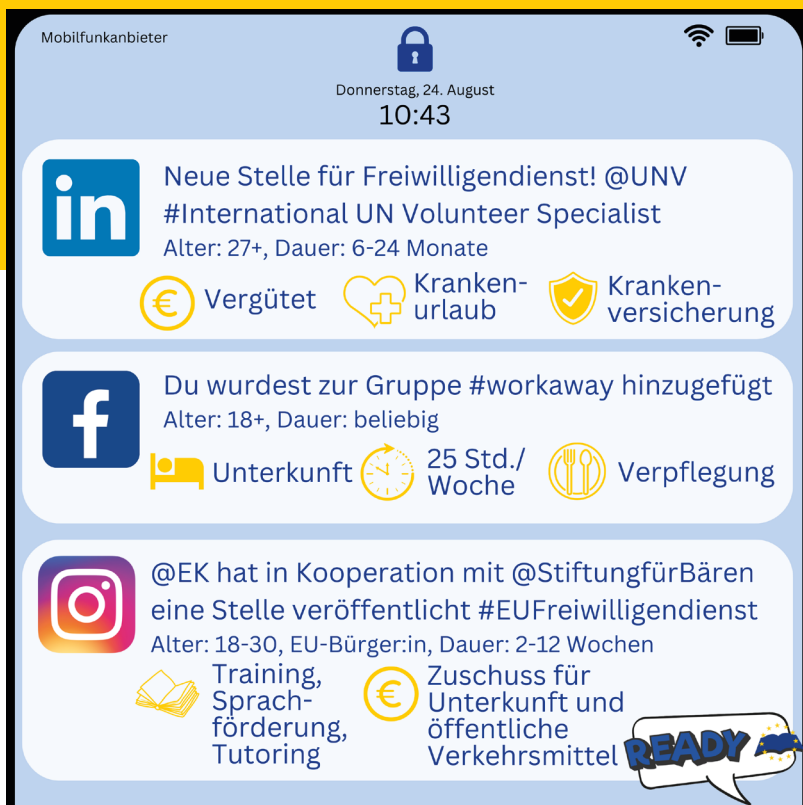 Mobilfunkanbieter
Donnerstag, 24. August
10:43
in
Neue Stelle für Freiwilligendienst! @UNV
#International UN Volunteer Specialist
Alter: 27+, Dauer: 6-24 Monate
€ Vergütet
Kranken-
urlaub
Kranken-
versicherung
f
Du wurdest zur Gruppe #workaway hinzugefügt
Alter: 18+, Dauer: beliebig
Unterkunft
25 Std./
Woche
Verpflegung
@EK hat in Kooperation mit @StiftungfürBären
eine Stelle veröffentlicht #EUFreiwilligendienst
Alter: 18-30, EU-Bürger:in, Dauer: 2-12 Wochen
Training,
Sprach-
förderung,
Tutoring
€
Zuschuss für
Unterkunft und
öffentliche
Verkehrsmittel
READY